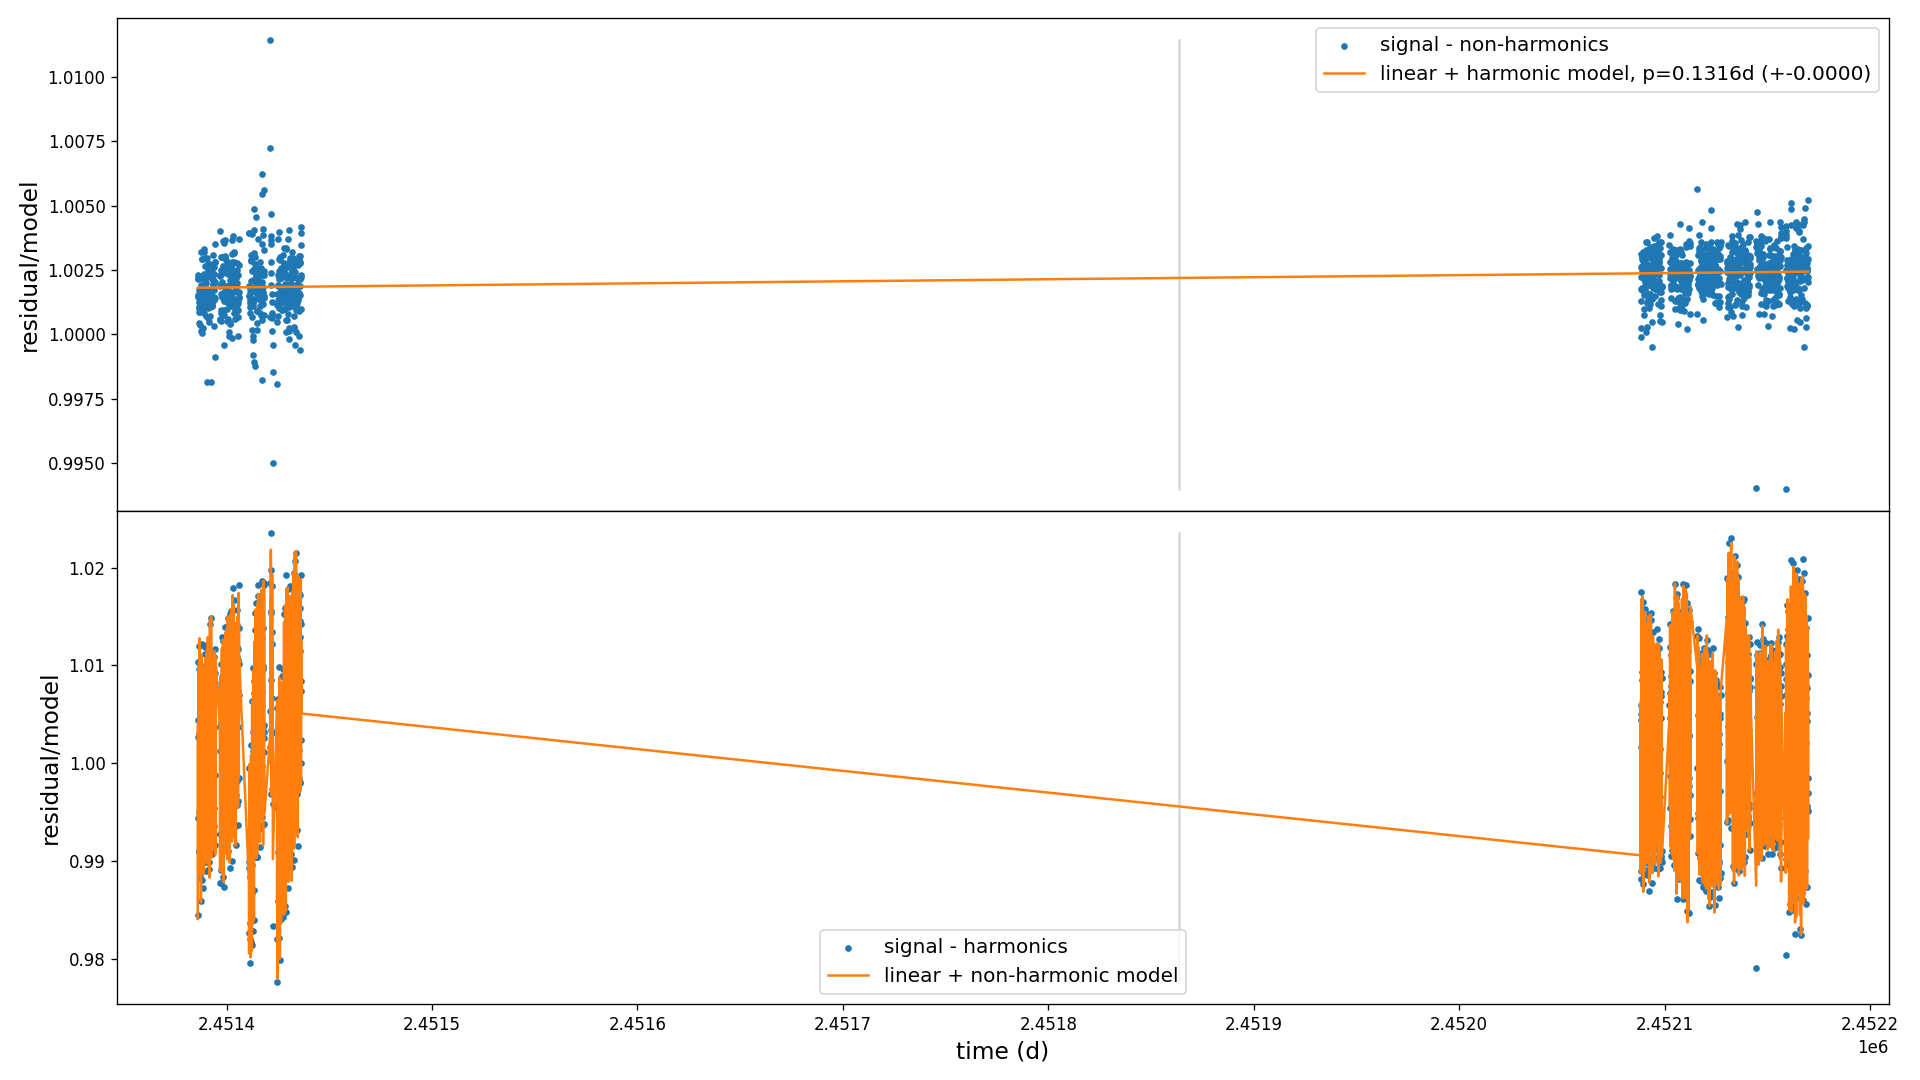 signal - non-harmonics
linear + harmonic model, p=0.1316d (+-0.0000)
1.0100
1.0075
1.0050
1.0025
1.0000
0.9975
0.9950
residual/model
1.02
1.01
1.00
0.99
0.98
residual/model
signal - harmonics
linear + non-harmonic model
2.4514 2.4515 2.4516 2.4517 2.4518 2.4519 2.4520 2.4521 2.4522
1e6
time (d)